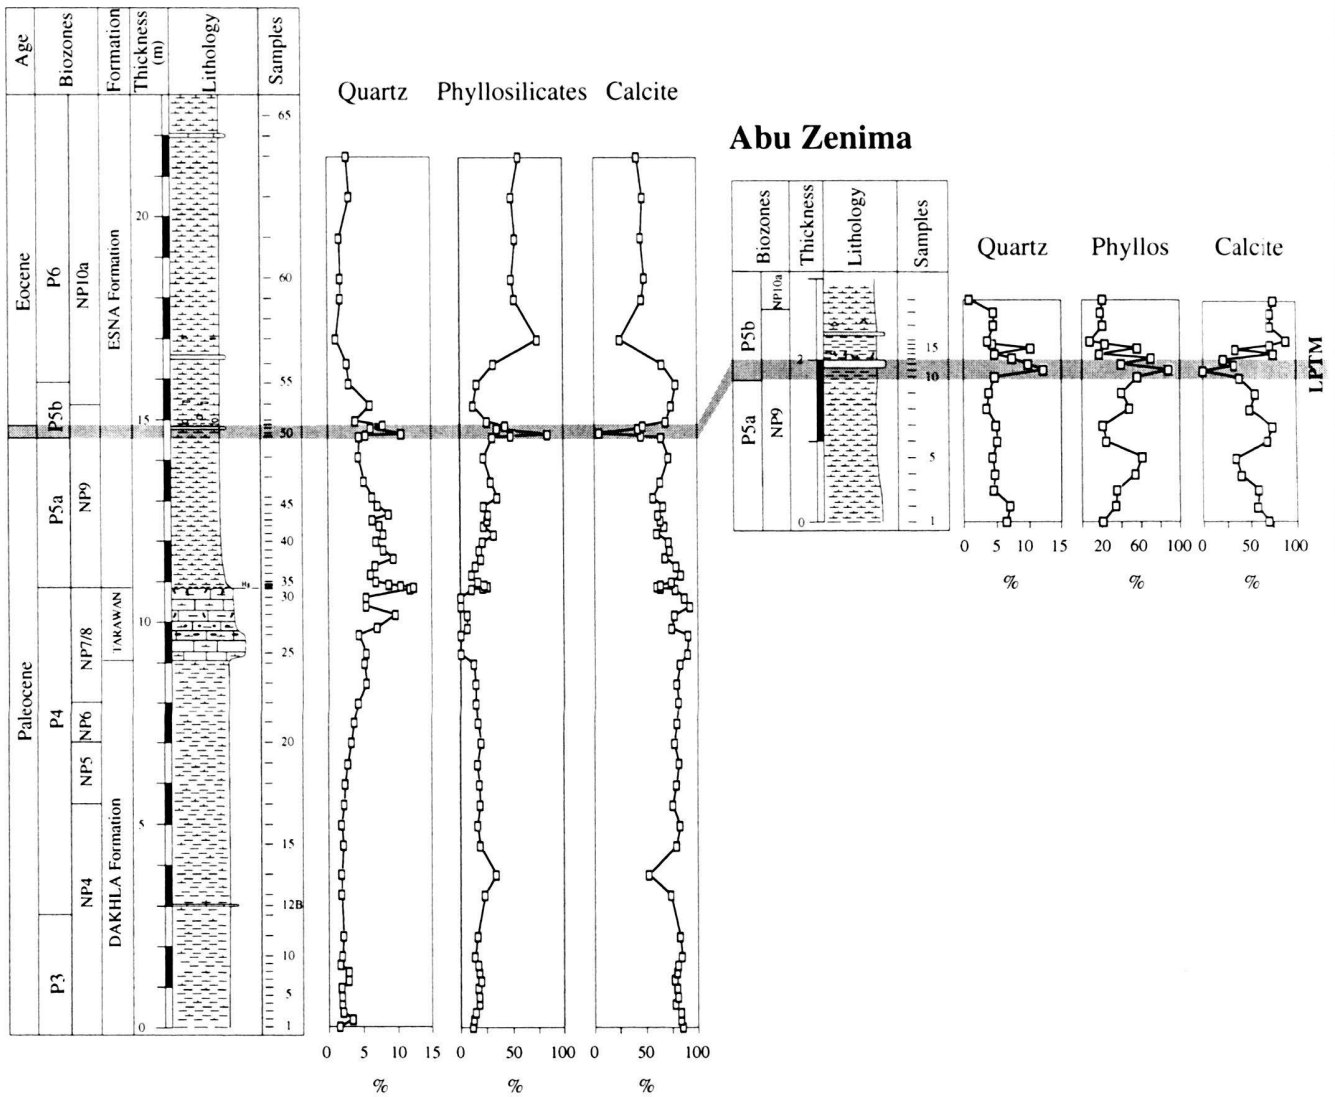 Age
Biozones
Formation
Thickness
(m)
Lithology
Samples
Quartz
Phyllosilicates
Calcite
Eocene
Paleocene
P6
P5b
P5a
P4
P3
NP10a
NP9
NP7/8
NP6
NP5
NP4
ESNA Formation
TARAWAN
DAKHLA Formation
20
15
10
5
0
65
60
55
50
45
40
35
30
25
20
15
12B
10
5
1
0 5 10 15
%
0 50 100
%
0 50 100
%
Abu Zenima
Biozones
Thickness
Lithology
Samples
Quartz
Phyllos
Calcite
NP10a
P5b
P5a
NP9
2
1
0
15
10
5
1
LPTM
0 5 10 15
%
20 60 100
%
0 50 100
%